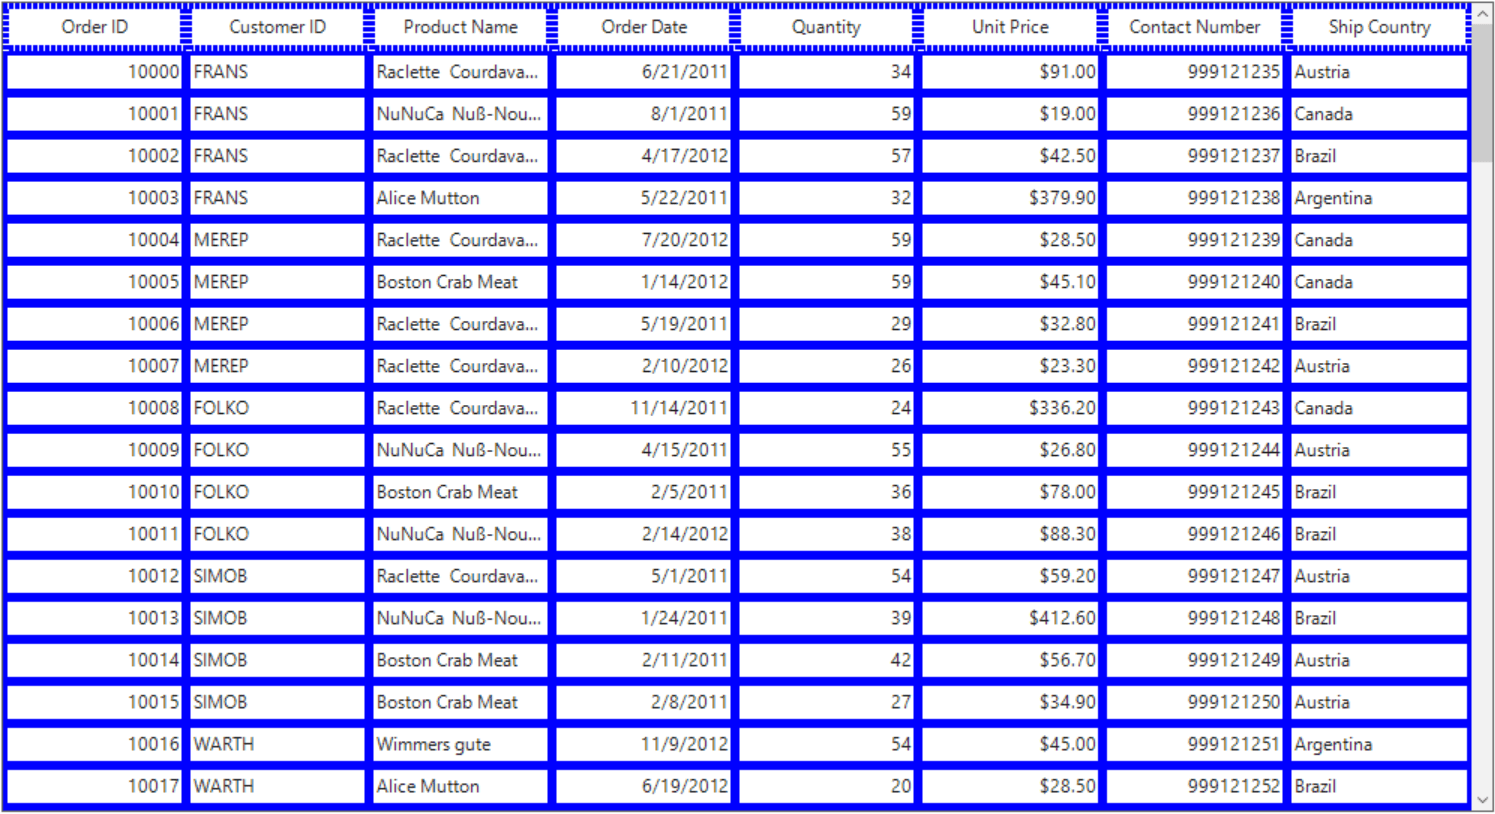 Order ID Customer ID Product Name Order Date Quantity Unit Price Contact Number Ship Country
10000 FRANS Raclette Courdava... 6/21/2011 34 $91.00 999121235 Austria
10001 FRANS NuNuCa Nuß-Nou... 8/1/2011 59 $19.00 999121236 Canada
10002 FRANS Raclette Courdava... 4/17/2012 57 $42.50 999121237 Brazil
10003 FRANS Alice Mutton 5/22/2011 32 $379.90 999121238 Argentina
10004 MEREP Raclette Courdava... 7/20/2012 59 $28.50 999121239 Canada
10005 MEREP Boston Crab Meat 1/14/2012 59 $45.10 999121240 Canada
10006 MEREP Raclette Courdava... 5/19/2011 29 $32.80 999121241 Brazil
10007 MEREP Raclette Courdava... 2/10/2012 26 $23.30 999121242 Austria
10008 FOLKO Raclette Courdava... 11/14/2011 24 $336.20 999121243 Canada
10009 FOLKO NuNuCa Nuß-Nou... 4/15/2011 55 $26.80 999121244 Austria
10010 FOLKO Boston Crab Meat 2/5/2011 36 $78.00 999121245 Brazil
10011 FOLKO NuNuCa Nuß-Nou... 2/14/2012 38 $88.30 999121246 Brazil
10012 SIMOB Raclette Courdava... 5/1/2011 54 $59.20 999121247 Austria
10013 SIMOB NuNuCa Nuß-Nou... 1/24/2011 39 $412.60 999121248 Brazil
10014 SIMOB Boston Crab Meat 2/11/2011 42 $56.70 999121249 Austria
10015 SIMOB Boston Crab Meat 2/8/2011 27 $34.90 999121250 Austria
10016 WARTH Wimmers gute 11/9/2012 54 $45.00 999121251 Argentina
10017 WARTH Alice Mutton 6/19/2012 20 $28.50 999121252 Brazil